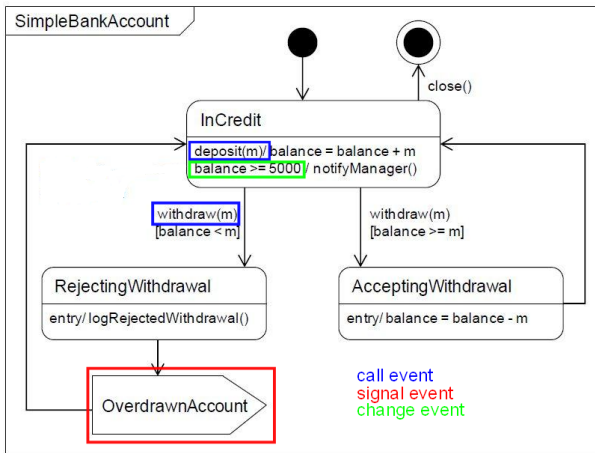 SimpleBankAccount
close()
InCredit
deposit(m)/ balance = balance + m
balance >= 5000 / notifyManager()
withdraw(m)
[balance < m]
withdraw(m)
[balance >= m]
RejectingWithdrawal
entry/ logRejectedWithdrawal()
AcceptingWithdrawal
entry/ balance = balance - m
OverdrawnAccount
call event
signal event
change event